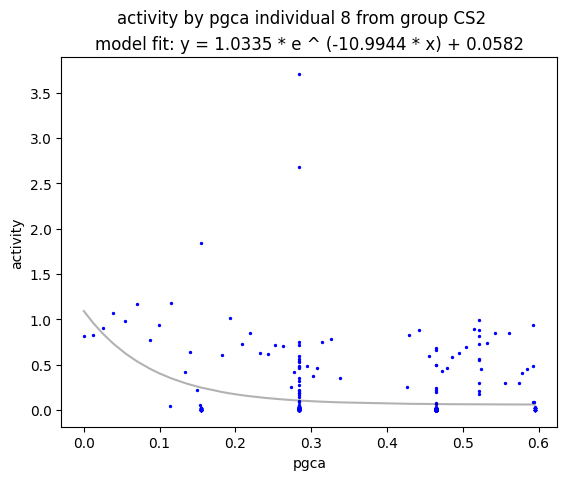 activity by pgca individual 8 from group CS2
model fit: y = 1.0335 * e ^ (-10.9944 * x) + 0.0582
3.5
3.0
2.5
2.0
1.5
1.0
0.5
0.0
activity
0.0 0.1 0.2 0.3 0.4 0.5 0.6
pgca